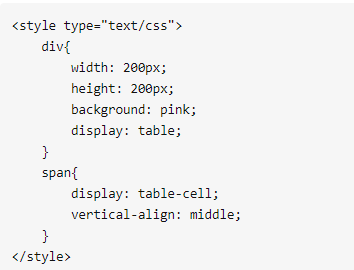 <style type="text/css">
    div{
        width: 200px;
        height: 200px;
        background: pink;
        display: table;
    }
    span{
        display: table-cell;
        vertical-align: middle;
    }
</style>